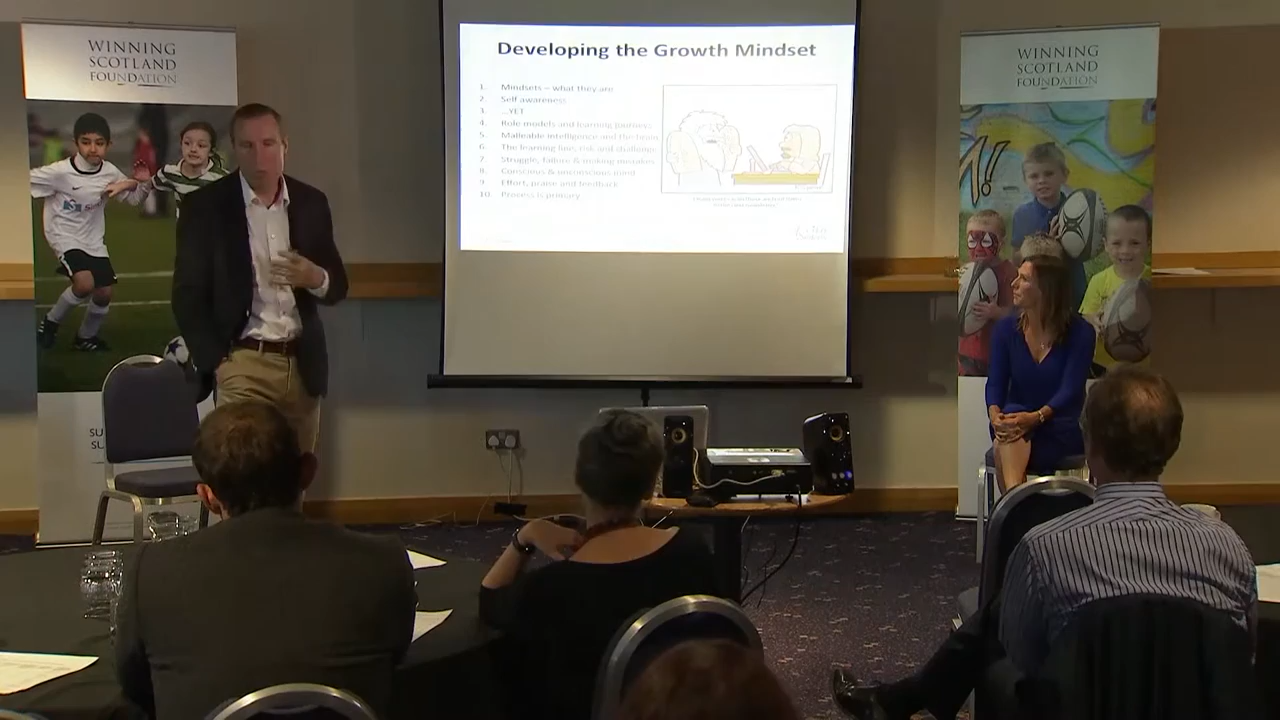 WINNING
SCOTLAND
FOUNDATION
Developing the Growth Mindset
1. Mindsets – what they are
2. Self awareness
3. …YET
4. Role models and learning journeys
5. Malleable intelligence and the brain
6. The learning line, risk and challenge
7. Struggle, failure & making mistakes
8. Conscious & unconscious mind
9. Effort, praise and feedback
10. Process is primary
WINNING
SCOTLAND
FOUNDATION